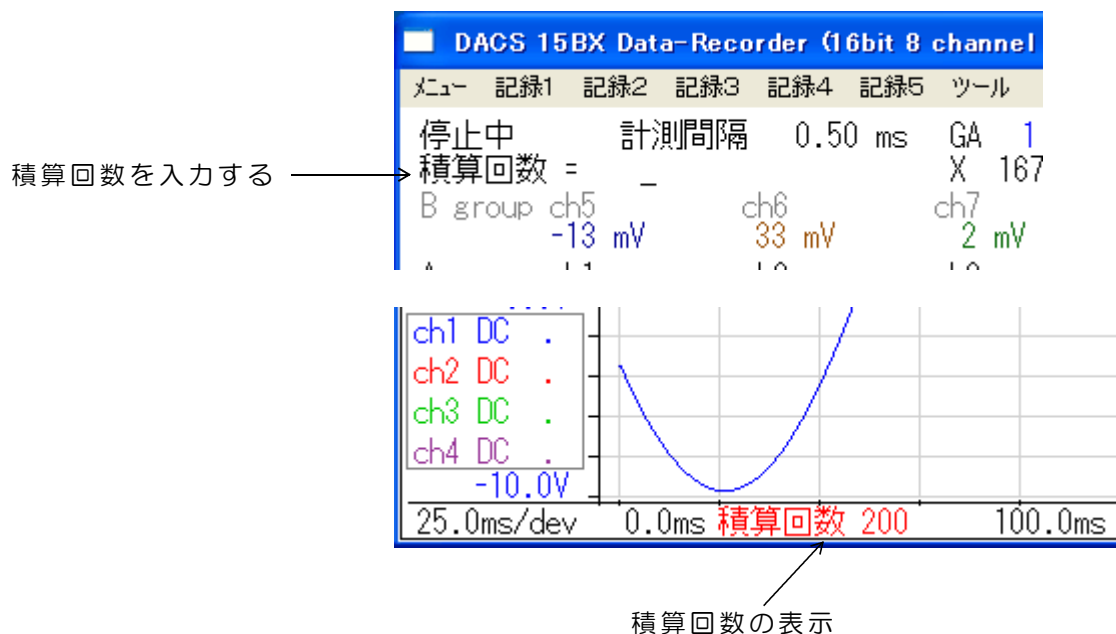 DACS 15BX Data-Recorder (16bit 8 channel
メニュー 記録1 記録2 記録3 記録4 記録5 ツール
停止中 計測間隔 0.50 ms GA 1
積算回数を入力する
積算回数 = _ X 167
B group ch5 ch6 ch7
-13 mV 33 mV 2 mV
ch1 DC .
ch2 DC .
ch3 DC .
ch4 DC .
-10.0V
25.0ms/dev 0.0ms 積算回数 200 100.0ms
積算回数の表示